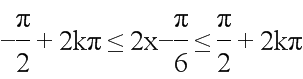 -π/2 + 2kπ ≤ 2x-π/6 ≤ π/2 + 2kπ